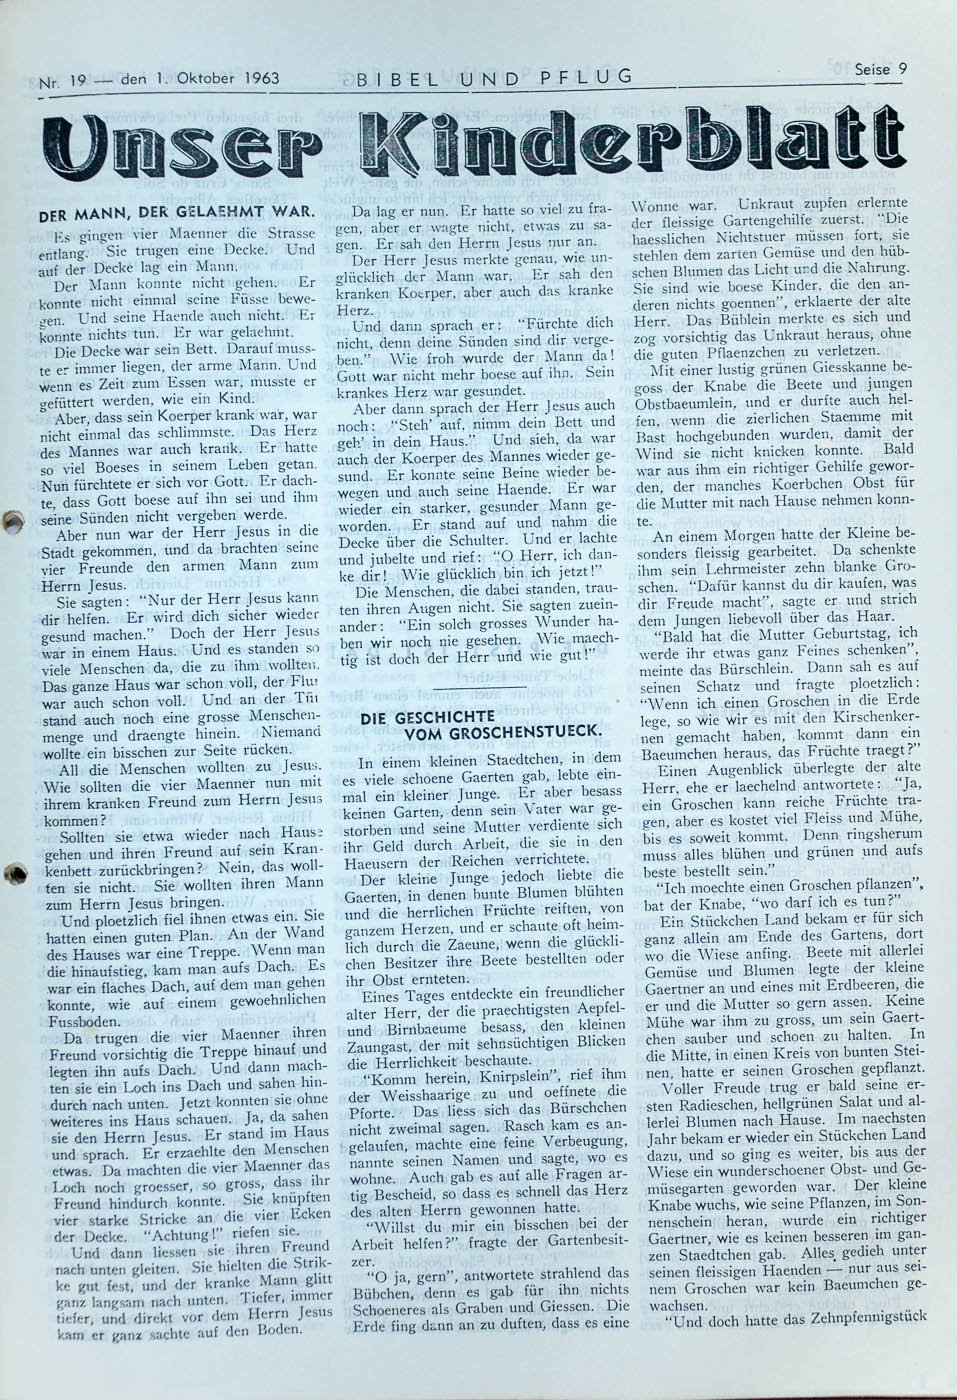 Nr. 19 — den 1. Oktober 1963
BIBEL UND PFLUG
Seise 9
Unser Kinderblatt
DER MANN, DER GELAEHMT WAR.
Es gingen vier Maenner die Strasse
entlang. Sie trugen eine Decke. Und
auf der Decke lag ein Mann.
Der Mann konnte nicht gehen. Er
konnte nicht einmal seine Füsse bewe-
gen. Und seine Haende auch nicht. Er
konnte nichts tun. Er war gelaehmt.
Die Decke war sein Bett. Darauf muss-
te er immer liegen, der arme Mann. Und
wenn es Zeit zum Essen war, musste er
gefüttert werden, wie ein Kind.
Aber, dass sein Koerper krank war, war
nicht einmal das schlimmste. Das Herz
des Mannes war auch krank. Er hatte
so viel Boeses in seinem Leben getan.
Nun fürchtete er sich vor Gott. Er dach-
te, dass Gott boese auf ihn sei und ihm
seine Sünden nicht vergeben werde.
Aber nun war der Herr Jesus in die
Stadt gekommen, und da brachten seine
vier Freunde den armen Mann zum
Herrn Jesus.
Sie sagten: "Nur der Herr Jesus kann
dir helfen. Er wird dich sicher wieder
gesund machen." Doch der Herr Jesus
war in einem Haus. Und es standen so
viele Menschen da, die zu ihm wollten.
Das ganze Haus war schon voll, der Flur
war auch schon voll. Und an der Tür
stand auch noch eine grosse Menschen-
menge und draengte hinein. Niemand
wollte ein bisschen zur Seite rücken.
All die Menschen wollten zu Jesus.
Wie sollten die vier Maenner nun mit
ihrem kranken Freund zum Herrn Jesus
kommen?
Sollten sie etwa wieder nach Hause
gehen und ihren Freund auf sein Kran-
kenbett zurückbringen? Nein, das woll-
ten sie nicht. Sie wollten ihren Mann
zum Herrn Jesus bringen.
Und ploetzlich fiel ihnen etwas ein. Sie
hatten einen guten Plan. An der Wand
des Hauses war eine Treppe. Wenn man
die hinaufstieg, kam man aufs Dach. Es
war ein flaches Dach, auf dem man gehen
konnte, wie auf einem gewoehnlichen
Fussboden.
Da trugen die vier Maenner ihren
Freund vorsichtig die Treppe hinauf und
legten ihn aufs Dach. Und dann mach-
ten sie ein Loch ins Dach und sahen hin-
durch nach unten. Jetzt konnten sie ohne
weiteres ins Haus schauen. Ja, da sahen
sie den Herrn Jesus. Er stand im Haus
und sprach. Er erzaehlte den Menschen
etwas. Da machten die vier Maenner das
Loch noch groesser, so gross, dass ihr
Freund hindurch konnte. Sie knüpften
vier starke Stricke an die vier Ecken
der Decke. "Achtung!" riefen sie.
Und dann liessen sie ihren Freund
nach unten gleiten. Sie hielten die Strik-
ke gut fest, und der kranke Mann glitt
ganz langsam nach unten. Tiefer, immer
tiefer, und direkt vor dem Herrn Jesus
kam er ganz sachte auf den Boden.
Da lag er nun. Er hatte so viel zu fra-
gen, aber er wagte nicht, etwas zu sa-
gen. Er sah den Herrn Jesus nur an.
Der Herr Jesus merkte genau, wie un-
glücklich der Mann war. Er sah den
kranken Koerper, aber auch das kranke
Herz.
Und dann sprach er: "Fürchte dich
nicht, denn deine Sünden sind dir verge-
ben." Wie froh wurde der Mann da!
Gott war nicht mehr boese auf ihn. Sein
krankes Herz war gesundet.
Aber dann sprach der Herr Jesus auch
noch: "Steh' auf, nimm dein Bett und
geh' in dein Haus." Und sieh, da war
auch der Koerper des Mannes wieder ge-
sund. Er konnte seine Beine wieder be-
wegen und auch seine Haende. Er war
wieder ein starker, gesunder Mann ge-
worden. Er stand auf und nahm die
Decke über die Schulter. Und er lachte
und jubelte und rief: "O Herr, ich dan-
ke dir! Wie glücklich bin ich jetzt!"
Die Menschen, die dabei standen, trau-
ten ihren Augen nicht. Sie sagten zuein-
ander: "Ein solch grosses Wunder ha-
ben wir noch nie gesehen. Wie maech-
tig ist doch der Herr und wie gut!"
DIE GESCHICHTE
VOM GROSCHENSTUECK.
In einem kleinen Staedtchen, in dem
es viele schoene Gaerten gab, lebte ein-
mal ein kleiner Junge. Er aber besass
keinen Garten, denn sein Vater war ge-
storben und seine Mutter verdiente sich
ihr Geld durch Arbeit, die sie in den
Haeusern der Reichen verrichtete.
Der kleine Junge jedoch liebte die
Gaerten, in denen bunte Blumen blühten
und die herrlichen Früchte reiften, von
ganzem Herzen, und er schaute oft heim-
lich durch die Zaeune, wenn die glückli-
chen Besitzer ihre Beete bestellten oder
ihr Obst ernteten.
Eines Tages entdeckte ein freundlicher
alter Herr, der die praechtigsten Aepfel-
und Birnbaeume besass, den kleinen
Zaungast, der mit sehnsüchtigen Blicken
die Herrlichkeit beschaute.
"Komm herein, Knirpslein", rief ihm
der Weisshaarige zu und oeffnete die
Pforte. Das liess sich das Bürschchen
nicht zweimal sagen. Rasch kam es an-
gelaufen, machte eine feine Verbeugung,
nannte seinen Namen und sagte, wo es
wohne. Auch gab es auf alle Fragen ar-
tig Bescheid, so dass es schnell das Herz
des alten Herrn gewonnen hatte.
"Willst du mir ein bisschen bei der
Arbeit helfen?" fragte der Gartenbesit-
zer.
"O ja, gern", antwortete strahlend das
Bübchen, denn es gab für ihn nichts
Schoeneres als Graben und Giessen. Die
Erde fing dann an zu duften, dass es eine
Wonne war. Unkraut zupfen erlernte
der fleissige Gartengehilfe zuerst. "Die
haesslichen Nichtstuer müssen fort, sie
stehlen dem zarten Gemüse und den hüb-
schen Blumen das Licht und die Nahrung.
Sie sind wie boese Kinder, die den an-
deren nichts goennen", erklaerte der alte
Herr. Das Büblein merkte es sich und
zog vorsichtig das Unkraut heraus, ohne
die guten Pflaenzchen zu verletzen.
Mit einer lustig grünen Giesskanne be-
goss der Knabe die Beete und jungen
Obstbaeumlein, und er durfte auch hel-
fen, wenn die zierlichen Staemme mit
Bast hochgebunden wurden, damit der
Wind sie nicht knicken konnte. Bald
war aus ihm ein richtiger Gehilfe gewor-
den, der manches Koerbchen Obst für
die Mutter mit nach Hause nehmen konn-
te.
An einem Morgen hatte der Kleine be-
sonders fleissig gearbeitet. Da schenkte
ihm sein Lehrmeister zehn blanke Gro-
schen. "Dafür kannst du dir kaufen, was
dir Freude macht", sagte er und strich
dem Jungen liebevoll über das Haar.
"Bald hat die Mutter Geburtstag, ich
werde ihr etwas ganz Feines schenken",
meinte das Bürschlein. Dann sah es auf
seinen Schatz und fragte ploetzlich:
"Wenn ich einen Groschen in die Erde
lege, so wie wir es mit den Kirschenker-
nen gemacht haben, kommt dann ein
Baeumchen heraus, das Früchte traegt?"
Einen Augenblick überlegte der alte
Herr, ehe er laechelnd antwortete: "Ja,
ein Groschen kann reiche Früchte tra-
gen, aber es kostet viel Fleiss und Mühe,
bis es soweit kommt. Denn ringsherum
muss alles blühen und grünen und aufs
beste bestellt sein."
"Ich moechte einen Groschen pflanzen",
bat der Knabe, "wo darf ich es tun?"
Ein Stückchen Land bekam er für sich
ganz allein am Ende des Gartens, dort
wo die Wiese anfing. Beete mit allerlei
Gemüse und Blumen legte der kleine
Gaertner an und eines mit Erdbeeren, die
er und die Mutter so gern assen. Keine
Mühe war ihm zu gross, um sein Gaert-
chen sauber und schoen zu halten. In
die Mitte, in einen Kreis von bunten Stei-
nen, hatte er seinen Groschen gepflanzt.
Voller Freude trug er bald seine er-
sten Radieschen, hellgrünen Salat und al-
lerlei Blumen nach Hause. Im naechsten
Jahr bekam er wieder ein Stückchen Land
dazu, und so ging es weiter, bis aus der
Wiese ein wunderschoener Obst- und Ge-
müsegarten geworden war. Der kleine
Knabe wuchs, wie seine Pflanzen, im Son-
nenschein heran, wurde ein richtiger
Gaertner, wie es keinen besseren im gan-
zen Staedtchen gab. Alles gedieh unter
seinen fleissigen Haenden — nur aus sei-
nem Groschen war kein Baeumchen ge-
wachsen.
"Und doch hatte das Zehnpfennigstück